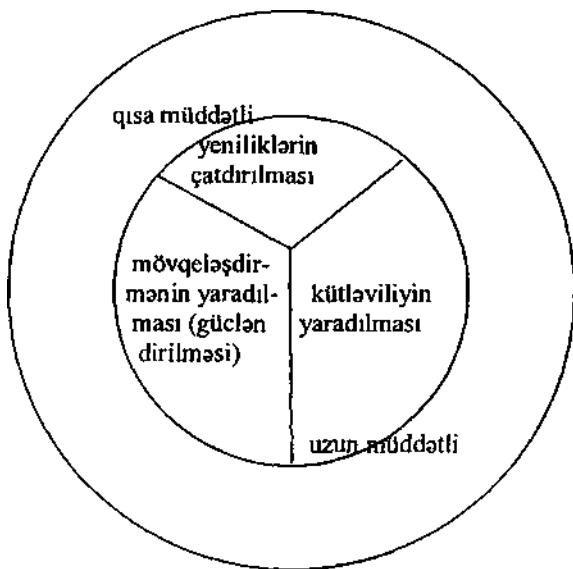 qısa müddətli
yeniliklərin
çatdırılması
mövqeləşdir-
mənin yaradıl-
ması (güclən
dirilməsi)
kütləviliyin
yaradılması
uzun müddətli